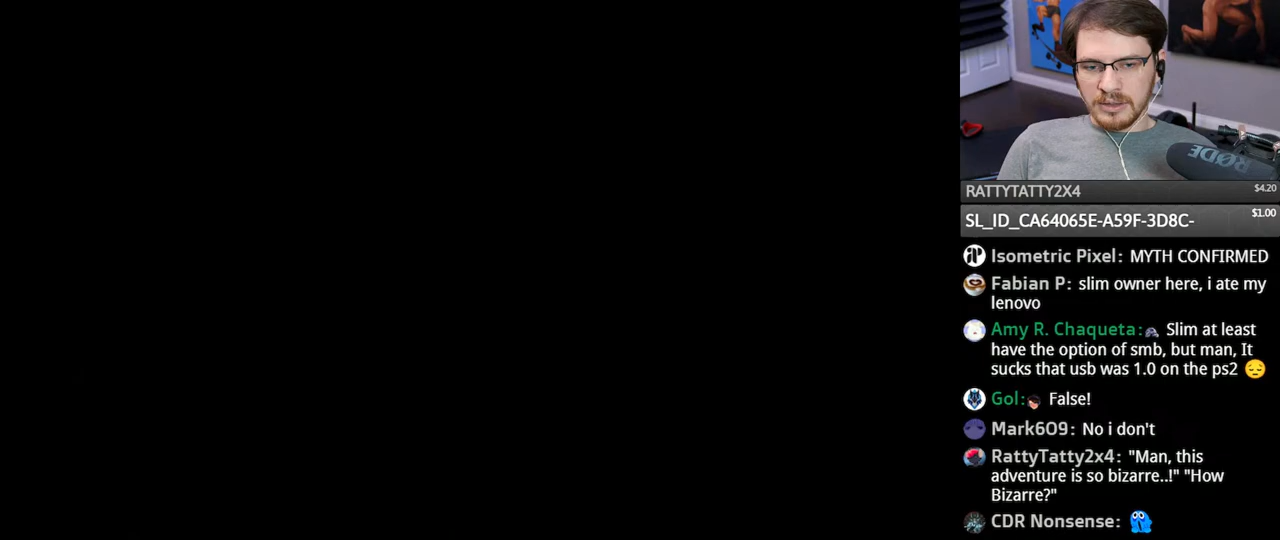 RØDE
RATTYTATTY2X4 $4.20
SL_ID_CA64065E-A59F-3D8C- $1.00
Isometric Pixel: MYTH CONFIRMED
Fabian P: slim owner here, i ate my
lenovo
Amy R. Chaqueta: Slim at least
have the option of smb, but man, It
sucks that usb was 1.0 on the ps2 😔
Gol: False!
Mark609: No i don't
RattyTatty2x4: "Man, this
adventure is so bizarre..!" "How
Bizarre?"
CDR Nonsense: